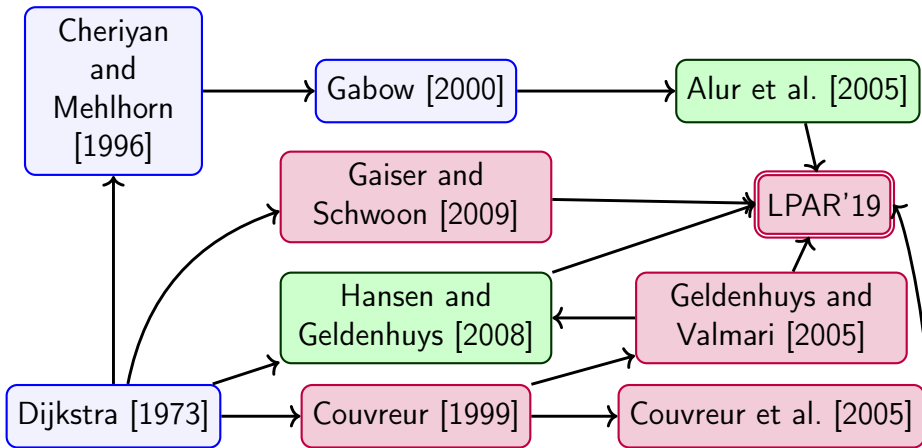 Cheriyan
and
Mehlhorn
[1996]
Gabow [2000]
Alur et al. [2005]
Gaiser and
Schwoon [2009]
LPAR'19
Hansen and
Geldenhuys [2008]
Geldenhuys and
Valmari [2005]
Dijkstra [1973]
Couvreur [1999]
Couvreur et al. [2005]